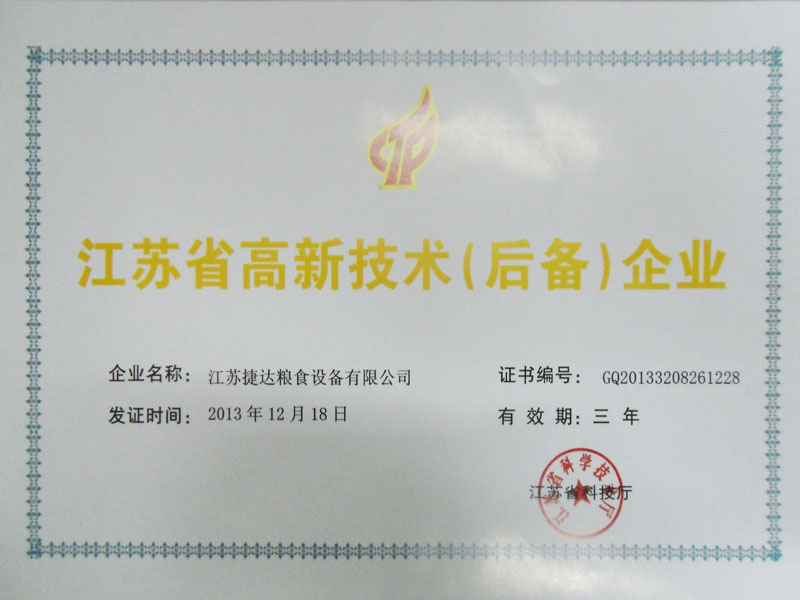 江苏省高新技术(后备)企业
企业名称：江苏捷达粮食设备有限公司
证书编号：GQ20133208261228
发证时间：2013年12月18日
有 效 期：三 年
江苏省科学技术厅
江苏省科技厅